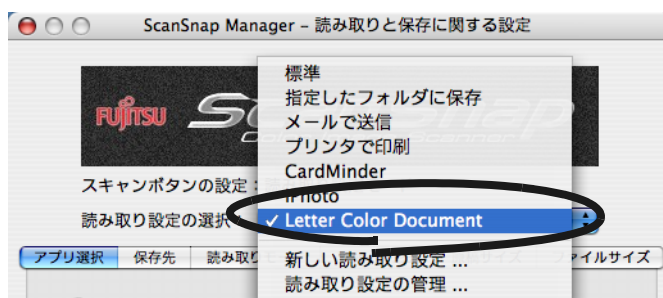 ScanSnap Manager – 読み取りと保存に関する設定
FUJITSU
標準
指定したフォルダに保存
メールで送信
プリンタで印刷
CardMinder
iPhoto
スキャンボタンの設定：
読み取り設定の選択
✓ Letter Color Document
アプリ選択 保存先 読み取り ファイルサイズ
新しい読み取り設定 ...
読み取り設定の管理 ...